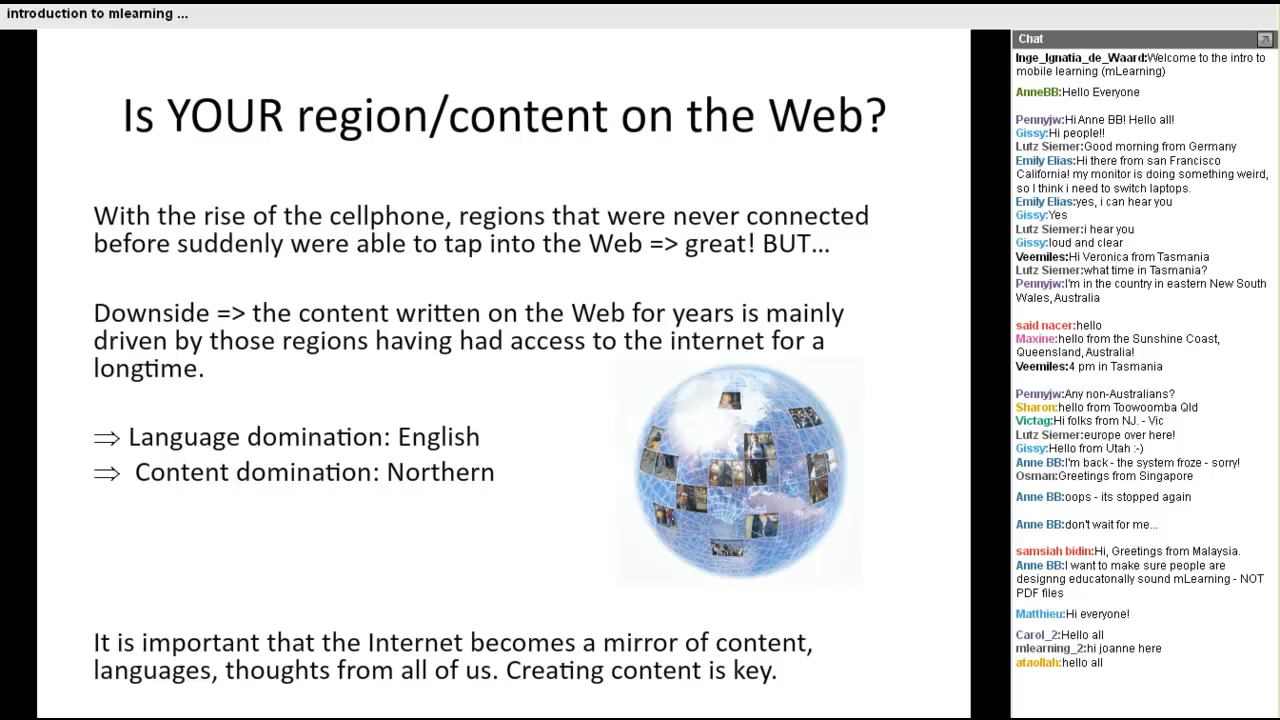 introduction to mlearning ...
Is YOUR region/content on the Web?
With the rise of the cellphone, regions that were never connected
before suddenly were able to tap into the Web => great! BUT...
Downside => the content written on the Web for years is mainly
driven by those regions having had access to the internet for a
longtime.
⇒ Language domination: English
⇒ Content domination: Northern
It is important that the Internet becomes a mirror of content,
languages, thoughts from all of us. Creating content is key.
Chat
Inge_Ignatia_de_Waard:Welcome to the intro to
mobile learning (mLearning)
AnneBB:Hello Everyone
Pennyjw:Hi Anne BB! Hello all!
Gissy:Hi people!!
Lutz Siemer:Good morning from Germany
Emily Elias:Hi there from san Francisco
California! my monitor is doing something weird,
so I think i need to switch laptops.
Emily Elias:yes, i can hear you
Gissy:Yes
Lutz Siemer:i hear you
Gissy:loud and clear
Veemiles:Hi Veronica from Tasmania
Lutz Siemer:what time in Tasmania?
Pennyjw:I'm in the country in eastern New South
Wales, Australia
said nacer:hello
Maxine:hello from the Sunshine Coast,
Queensland, Australia!
Veemiles:4 pm in Tasmania
Pennyjw:Any non-Australians?
Sharon:hello from Toowoomba Qld
Victag:Hi folks from NJ. - Vic
Lutz Siemer:europe over here!
Gissy:Hello from Utah :-)
Anne BB:I'm back - the system froze - sorry!
Osman:Greetings from Singapore
Anne BB:oops - its stopped again
Anne BB:don't wait for me...
samsiah bidin:Hi, Greetings from Malaysia.
Anne BB:I want to make sure people are
designng educatonally sound mLearning - NOT
PDF files
Matthieu:Hi everyone!
Carol_2:Hello all
mlearning_2:hi joanne here
ataollah:hello all